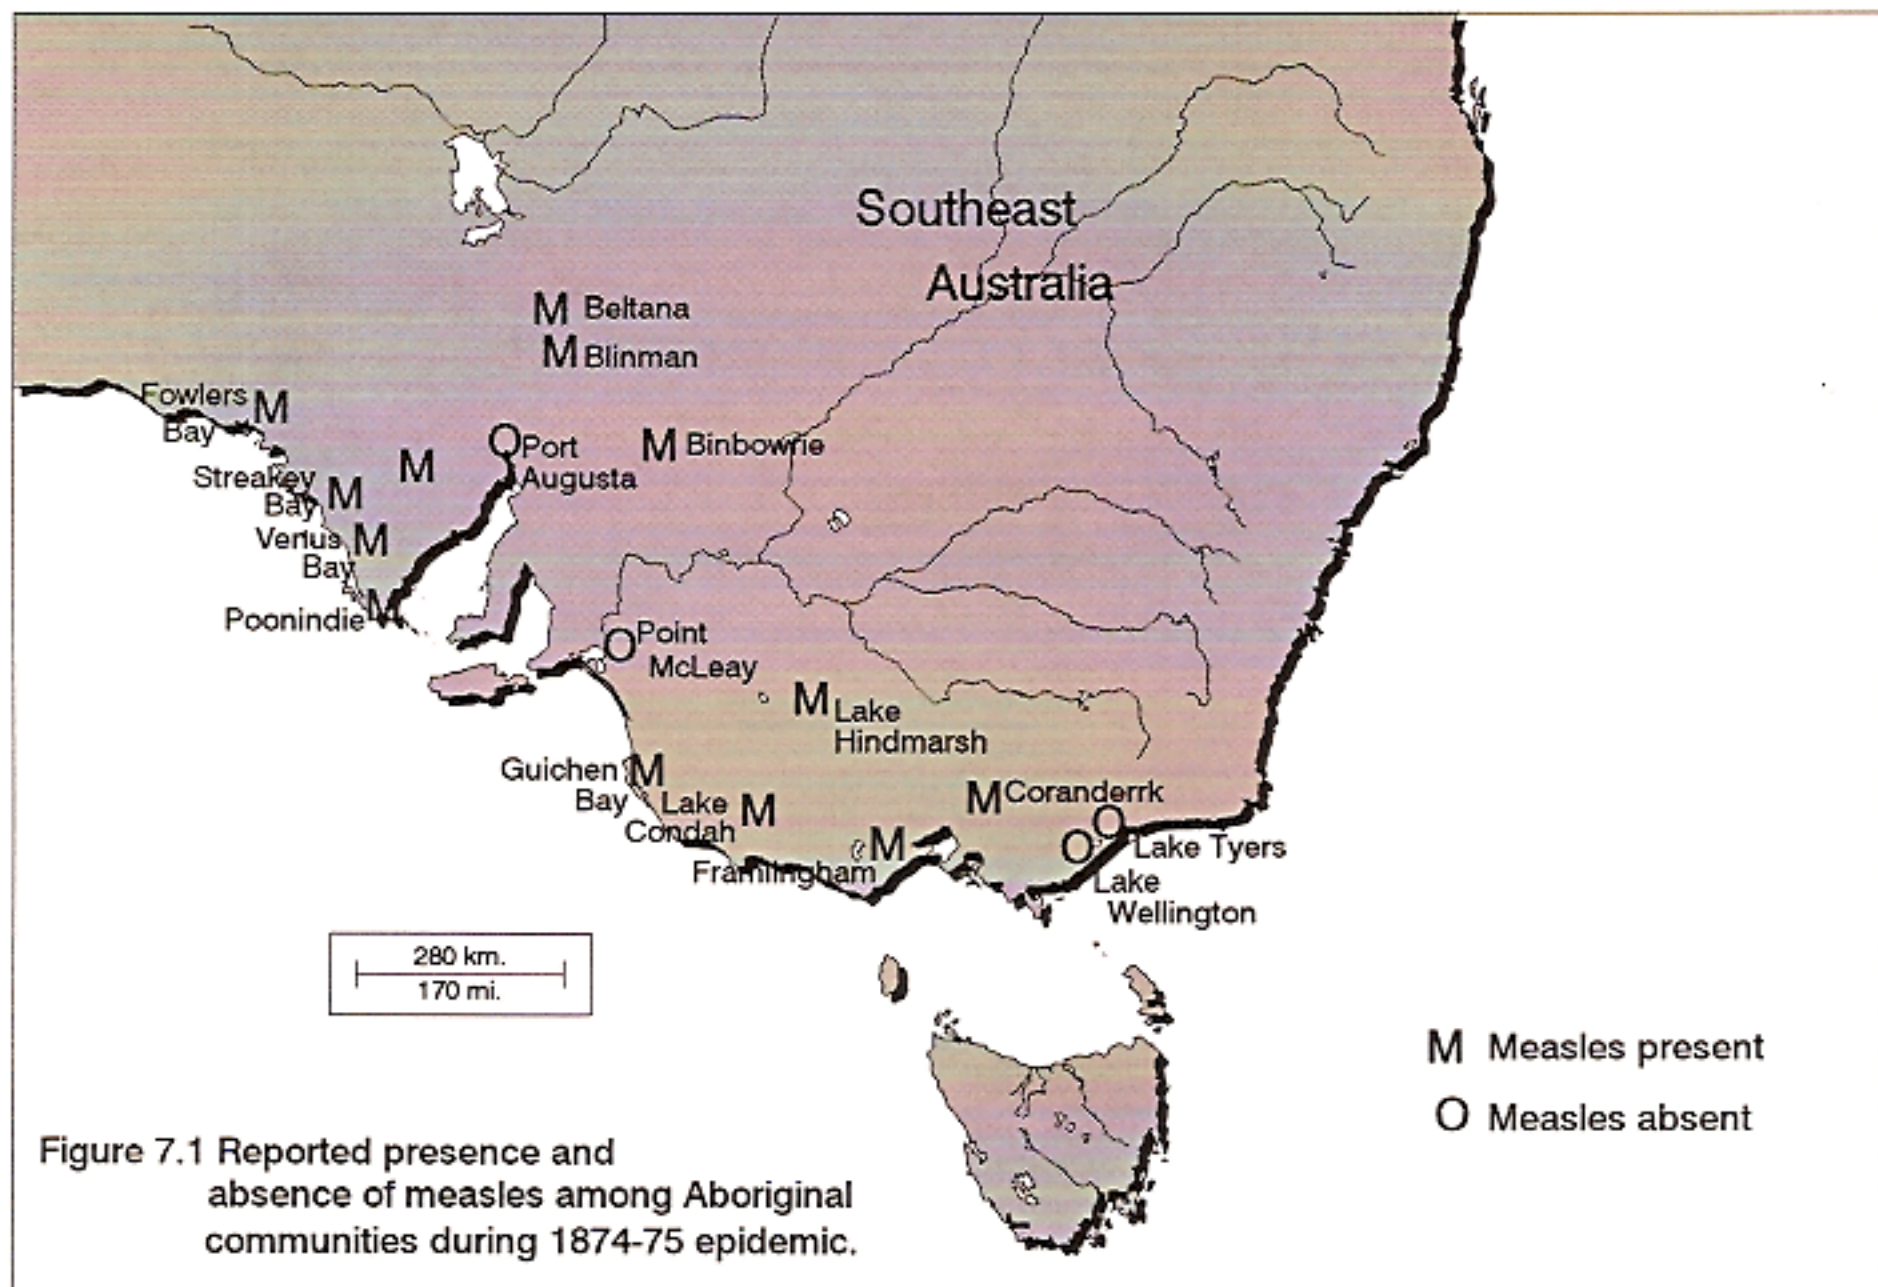 Southeast
Australia
M Beltana
M Blinman
Fowlers M
Bay
O Port
Augusta
M Binbowrie
M
Streakey M
Bay
Venus M
Bay
Poonindie M
O Point
McLeay
M Lake
Hindmarsh
Guichen M
Bay
Lake M
Condah
M Coranderrk
O
O
Lake Tyers
M
Framlingham
Lake
Wellington
280 km.
170 mi.
M Measles present
O Measles absent
Figure 7.1 Reported presence and
absence of measles among Aboriginal
communities during 1874-75 epidemic.